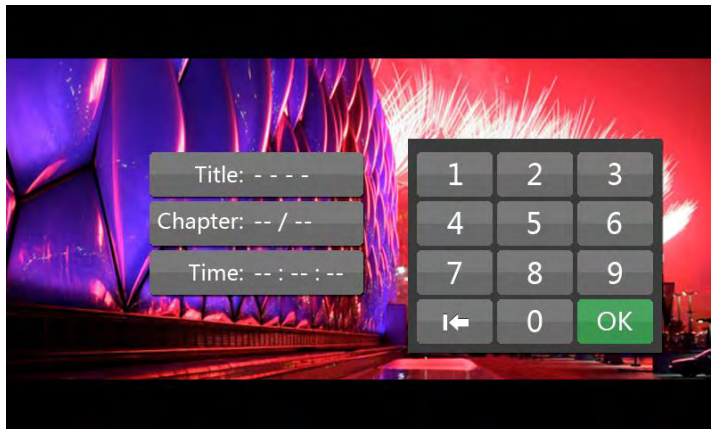 Title: - - - -
Chapter: -- / --
Time: -- : -- : --
1 2 3
4 5 6
7 8 9
0 OK